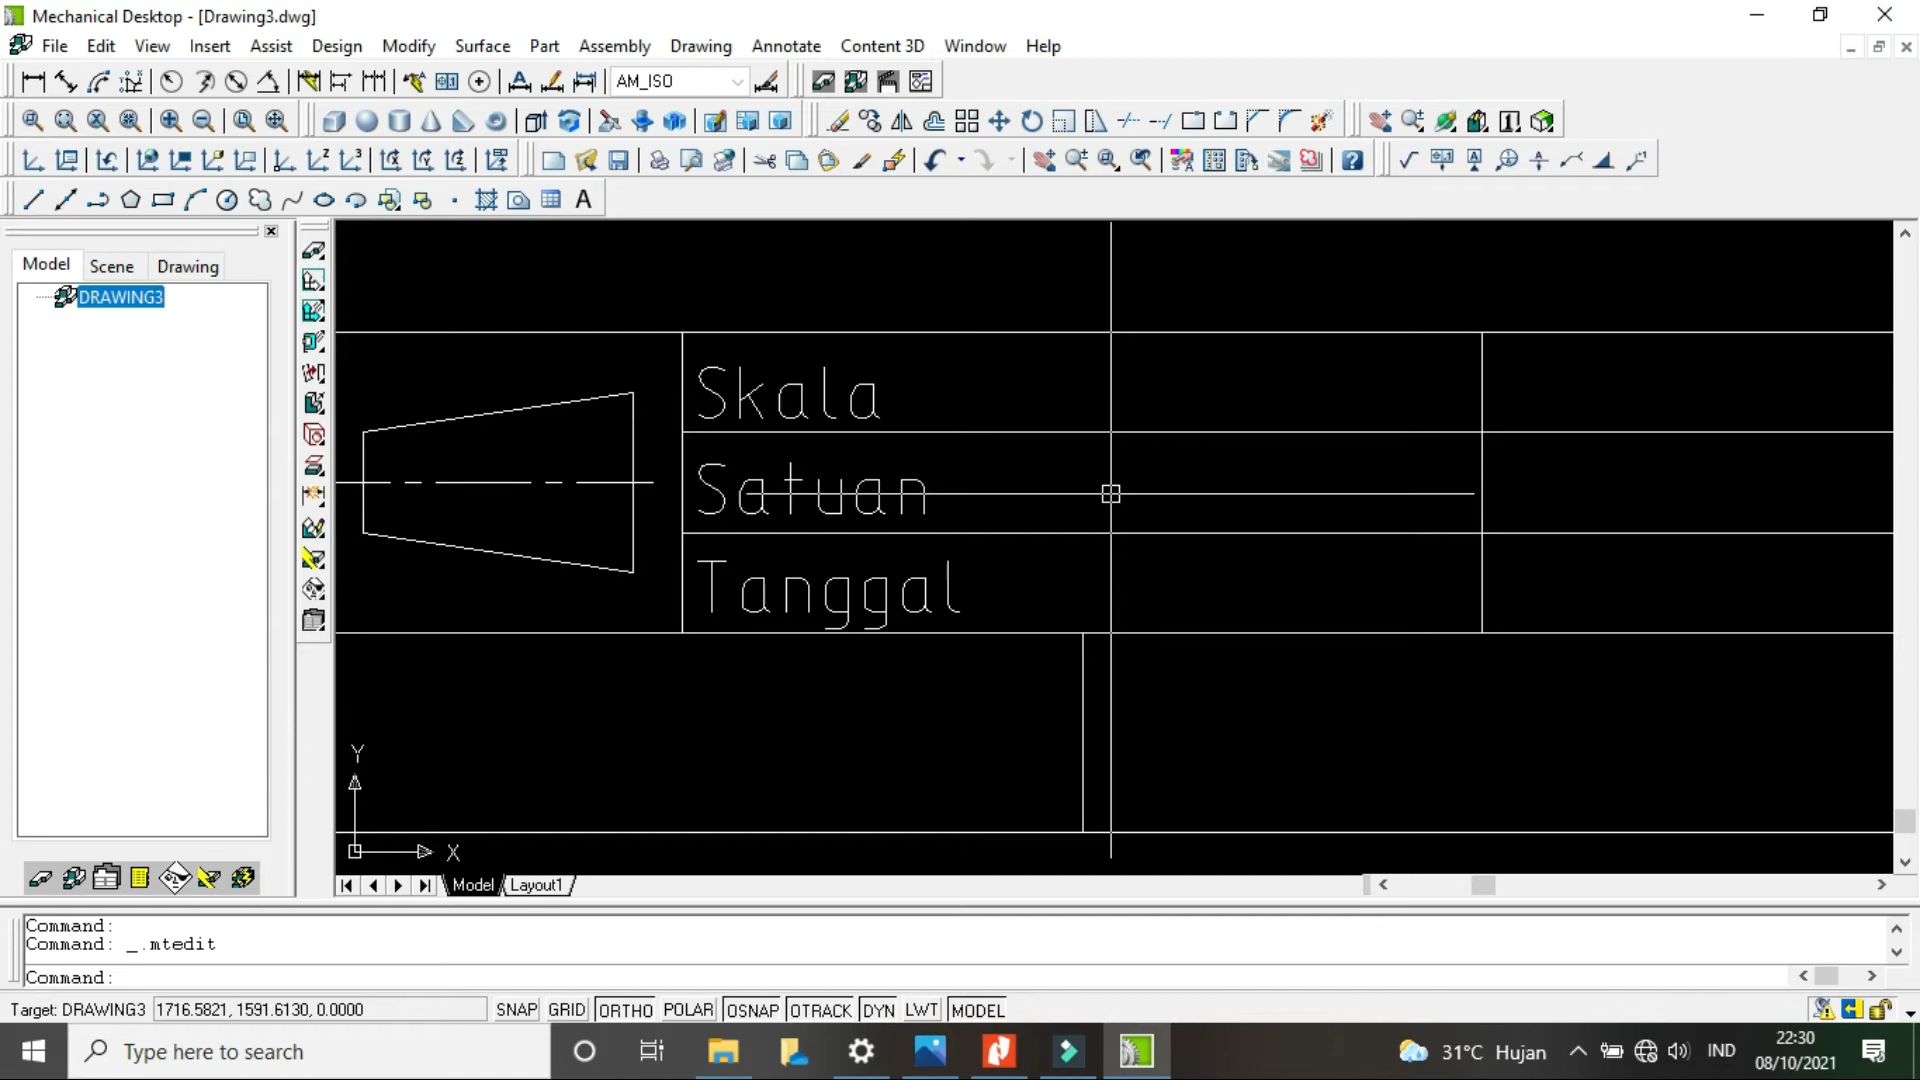 Mechanical Desktop - [Drawing3.dwg]
File Edit View Insert Assist Design Modify Surface Part Assembly Drawing Annotate Content 3D Window Help
AM_ISO
A
Model Scene Drawing
DRAWING3
Skala
Satuan
Tanggal
Y
X
Model Layout1
Command:
Command: _.mtedit
Command:
Target: DRAWING3 1716.5821, 1591.6130, 0.0000 SNAP GRID ORTHO POLAR OSNAP OTRACK DYN LWT MODEL
Type here to search
31°C Hujan IND
22:30
08/10/2021